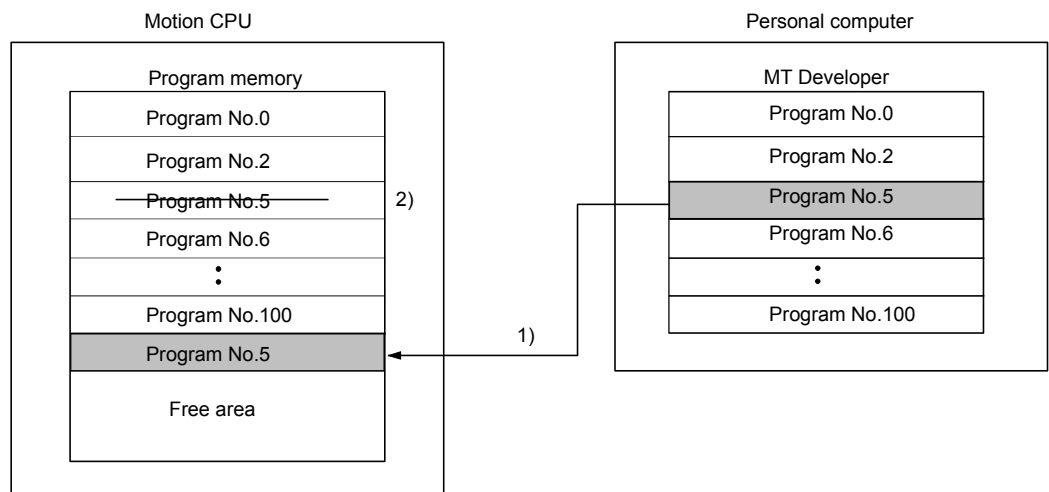 Motion CPU
Program memory
Program No.0
Program No.2
Program No.5
2)
Program No.6
Program No.100
Program No.5
Free area
1)
Personal computer
MT Developer
Program No.0
Program No.2
Program No.5
Program No.6
Program No.100